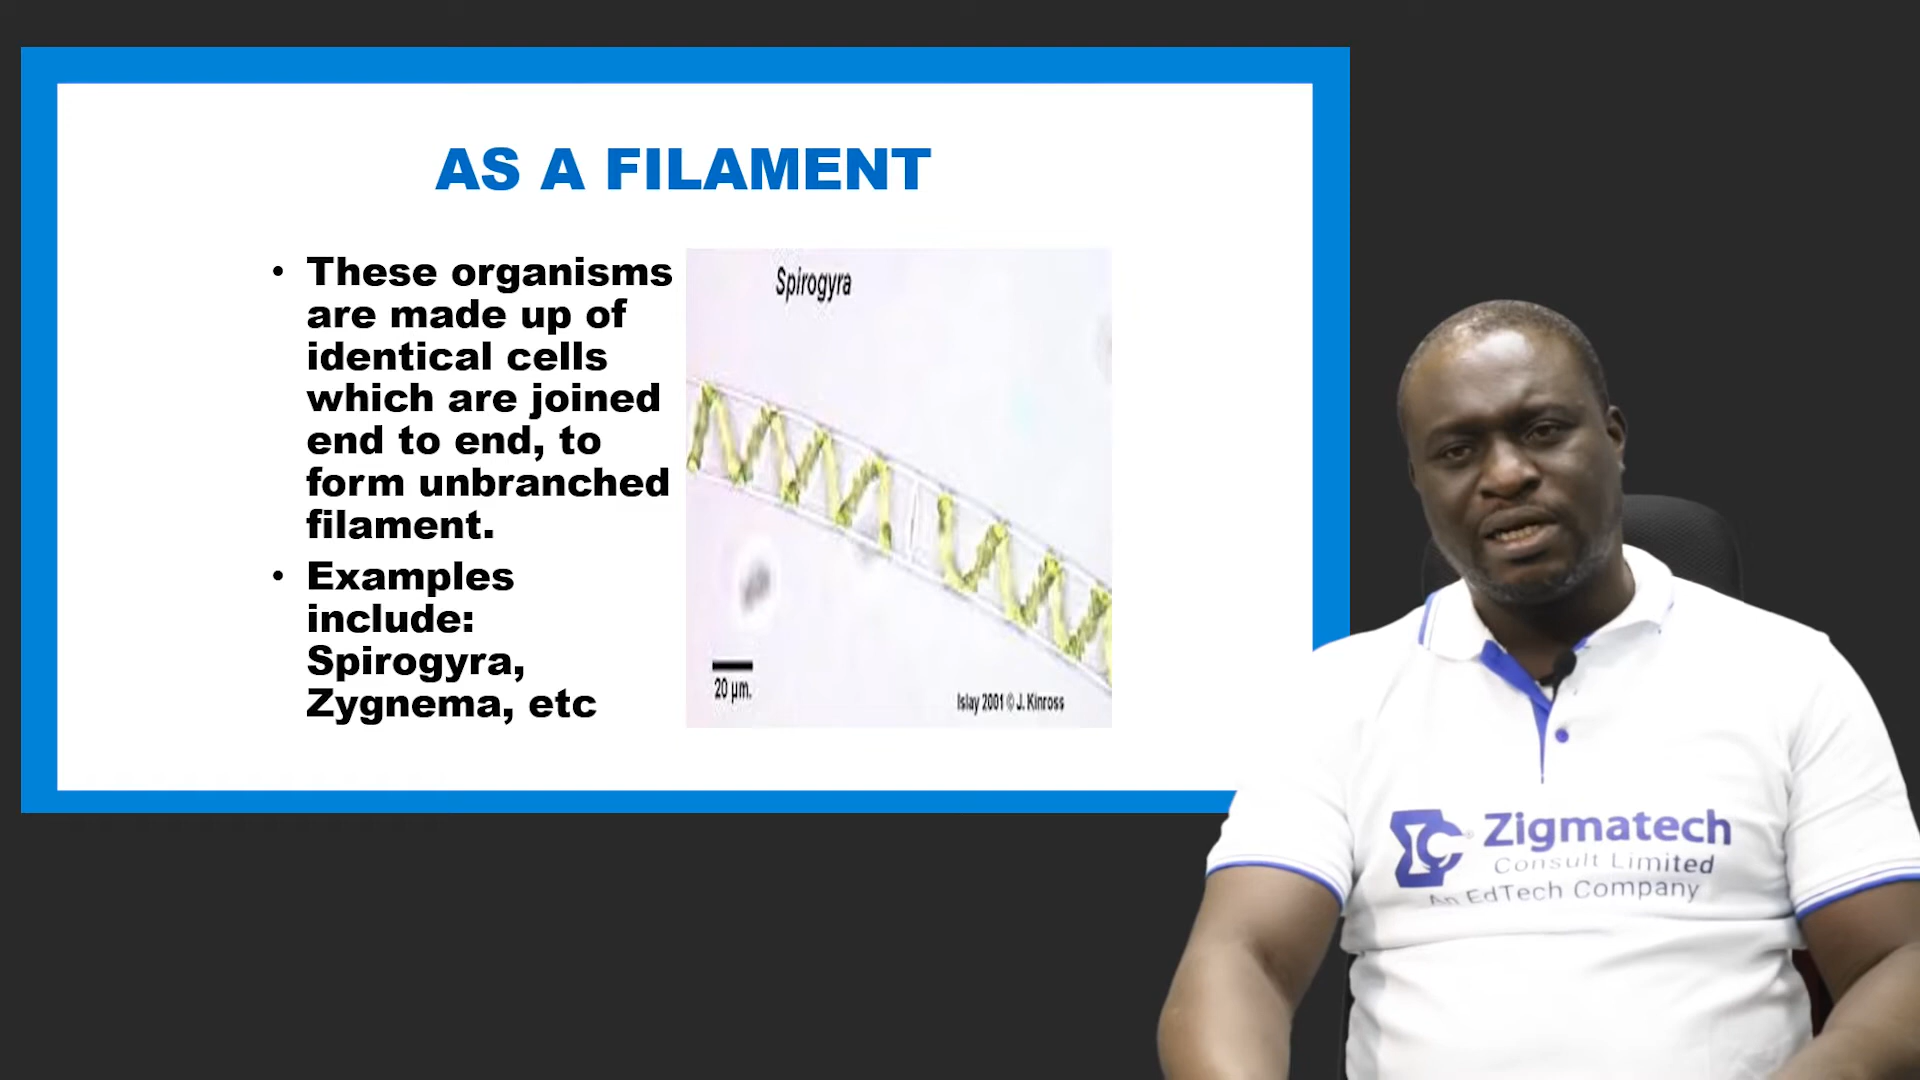 AS A FILAMENT
• These organisms
are made up of
identical cells
which are joined
end to end, to
form unbranched
filament.
• Examples
include:
Spirogyra,
Zygnema, etc
Spirogyra
20 µm.
Islay 2001 © J. Kinross
Zigmatech
Consult Limited
An EdTech Company